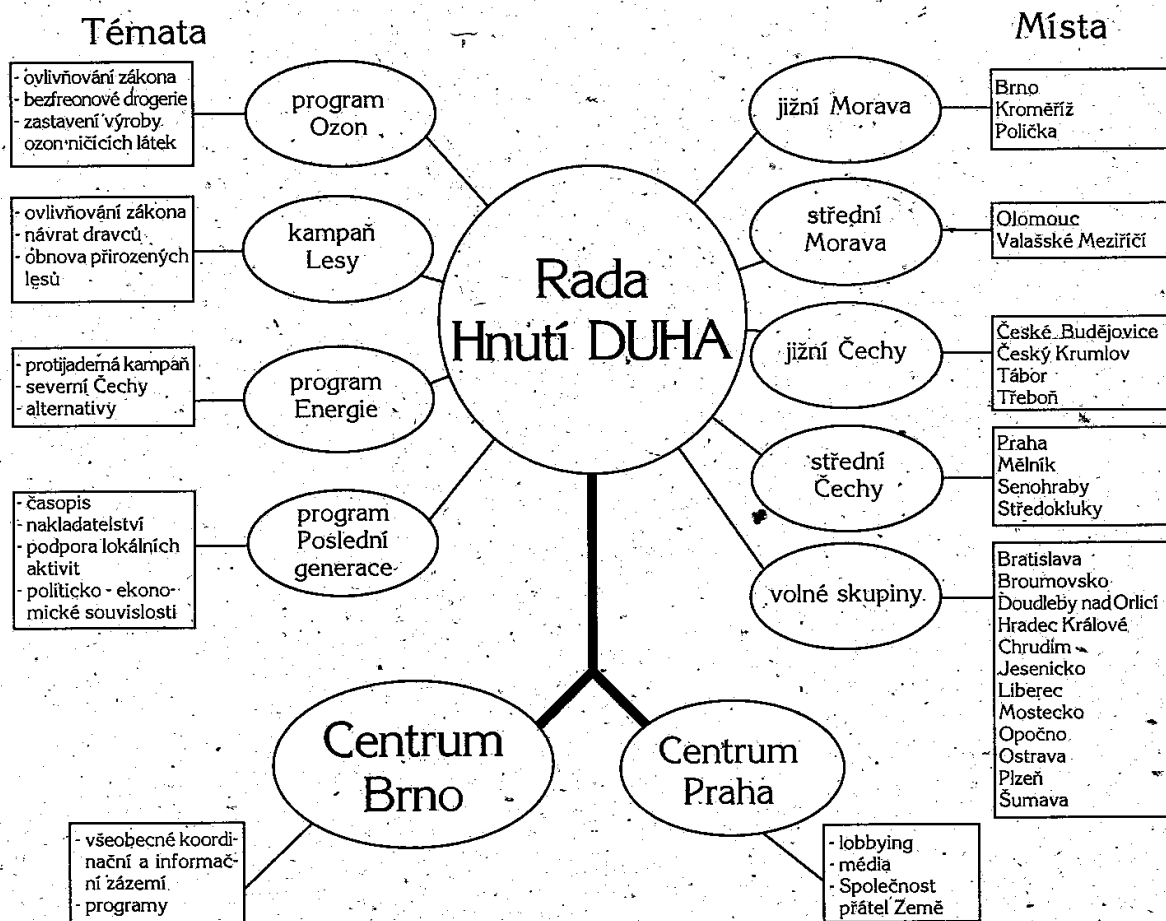 Témata
- ovlivňování zákona
- bezfreonové drogerie
- zastavení výroby
ozon ničících látek
program
Ozon
- ovlivňování zákona
- návrat dravců
- obnova přirozených
lesů
kampaň
Lesy
- protijaderná kampaň
- severní Čechy
- alternativy
program
Energie
- časopis
- nakladatelství
- podpora lokálních
aktivit
- politicko - ekono-
mické souvislosti
program
Poslední
generace
Rada
Hnutí DUHA
Místa
jižní Morava
Brno
Kroměříž
Polička
střední
Morava
Olomouc
Valašské Meziříčí
jižní Čechy
České Budějovice
Český Krumlov
Tábor
Třeboň
střední
Čechy
Praha
Mělník
Senohraby
Středokluky
volné skupiny
Bratislava
Broumovsko
Doudleby nad Orlicí
Hradec Králové
Chrudím
Jesenicko
Liberec
Mostecko
Opočno
Ostrava
Plzeň
Šumava
Centrum
Brno
- všeobecné koordi-
nační a informač-
ní zázemí
- programy
Centrum
Praha
- lobbying
- média
- Společnost
přátel Země